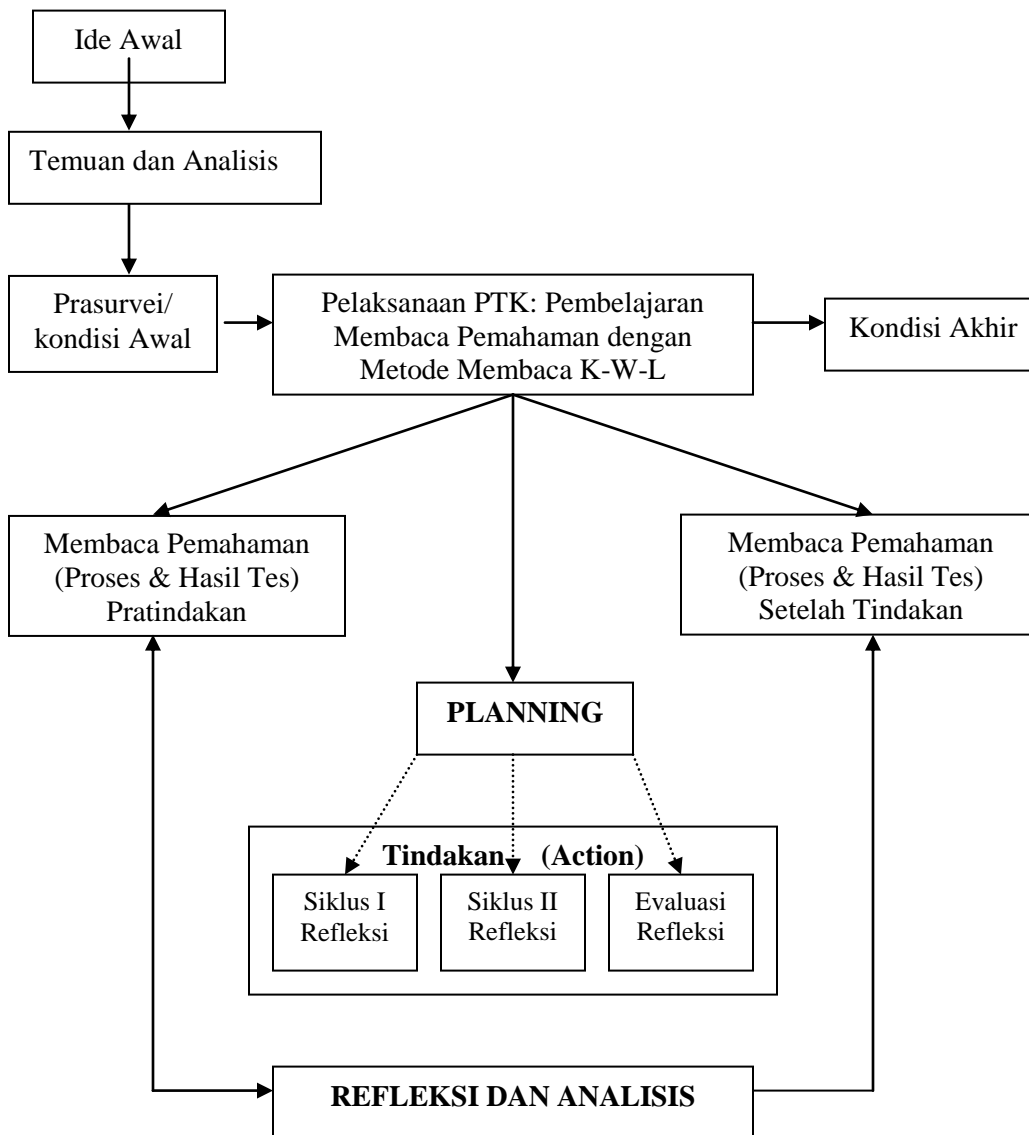 Ide Awal
Temuan dan Analisis
Prasurvei/
kondisi Awal
Pelaksanaan PTK: Pembelajaran
Membaca Pemahaman dengan
Metode Membaca K-W-L
Kondisi Akhir
Membaca Pemahaman
(Proses & Hasil Tes)
Pratindakan
Membaca Pemahaman
(Proses & Hasil Tes)
Setelah Tindakan
PLANNING
Tindakan (Action)
Siklus I
Refleksi
Siklus II
Refleksi
Evaluasi
Refleksi
REFLEKSI DAN ANALISIS